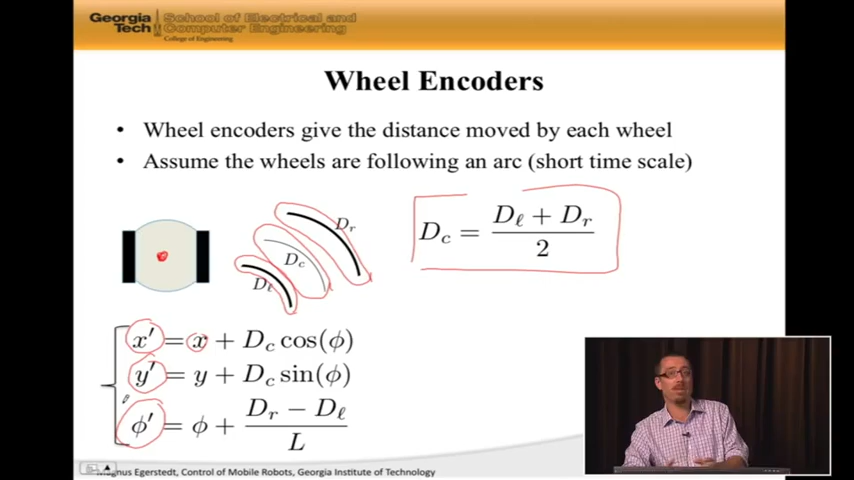 Georgia Tech
School of Electrical and Computer Engineering
College of Engineering
Wheel Encoders
• Wheel encoders give the distance moved by each wheel
• Assume the wheels are following an arc (short time scale)
D_r
D_c
D_ℓ
D_c = (D_ℓ + D_r) / 2
x′ = x + D_c cos(ϕ)
y′ = y + D_c sin(ϕ)
ϕ′ = ϕ + (D_r − D_ℓ) / L
Magnus Egerstedt, Control of Mobile Robots, Georgia Institute of Technology